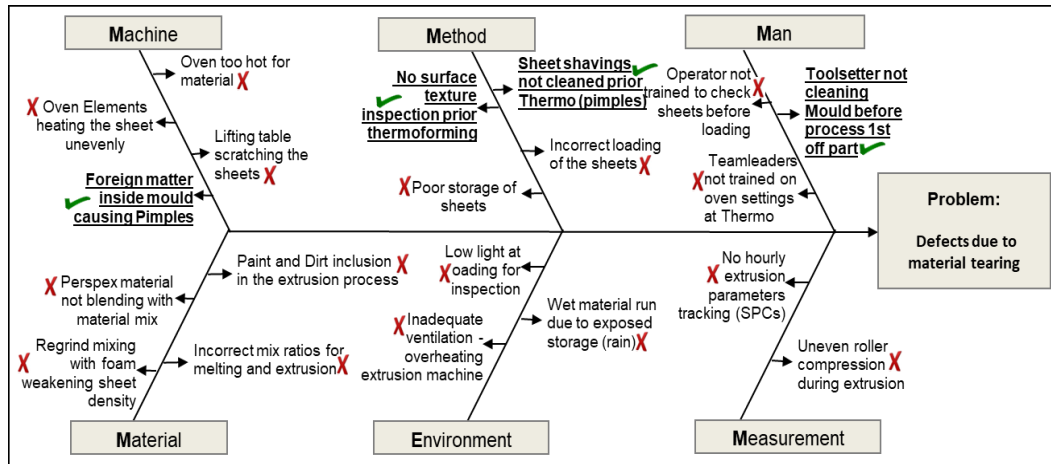 Machine
Method
Man
Oven too hot for
material
Oven Elements
heating the sheet
unevenly
Lifting table
scratching the
sheets
Foreign matter
inside mould
causing Pimples
No surface
texture
inspection prior
thermoforming
Sheet shavings
not cleaned prior
Thermo (pimples)
Incorrect loading
of the sheets
Poor storage of
sheets
Operator not
trained to check
sheets before
loading
Toolsetter not
cleaning
Mould before
process 1st
off part
Teamleaders
not trained on
oven settings
at Thermo
Problem:
Defects due to
material tearing
Paint and Dirt inclusion
in the extrusion process
Perspex material
not blending with
material mix
Regrind mixing
with foam
weakening sheet
density
Incorrect mix ratios for
melting and extrusion
Low light at
oading for
inspection
Inadequate
ventilation -
overheating
extrusion machine
Wet material run
due to exposed
storage (rain)
No hourly
extrusion
parameters
tracking (SPCs)
Uneven roller
compression
during extrusion
Material
Environment
Measurement